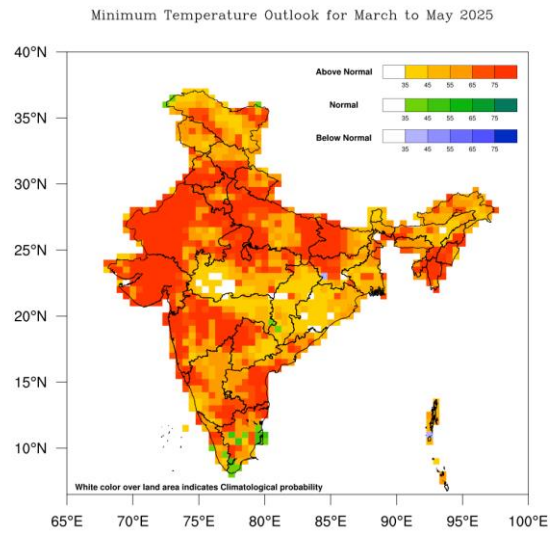 Minimum Temperature Outlook for March to May 2025
40°N
35°N
30°N
25°N
20°N
15°N
10°N
Above Normal
35 45 55 65 75
Normal
35 45 55 65 75
Below Normal
35 45 55 65 75
White color over land area indicates Climatological probability
65°E 70°E 75°E 80°E 85°E 90°E 95°E 100°E